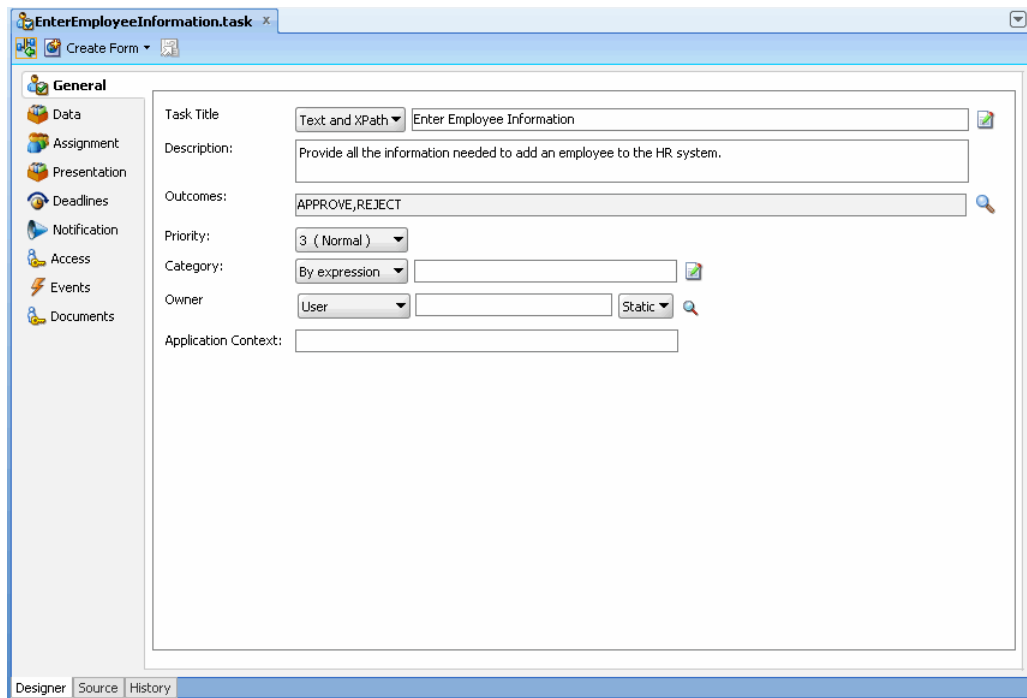 EnterEmployeeInformation.task x
Create Form
General
Data
Assignment
Presentation
Deadlines
Notification
Access
Events
Documents
Task Title Text and XPath Enter Employee Information
Description: Provide all the information needed to add an employee to the HR system.
Outcomes: APPROVE,REJECT
Priority: 3 ( Normal )
Category: By expression
Owner User Static
Application Context:
Designer Source History